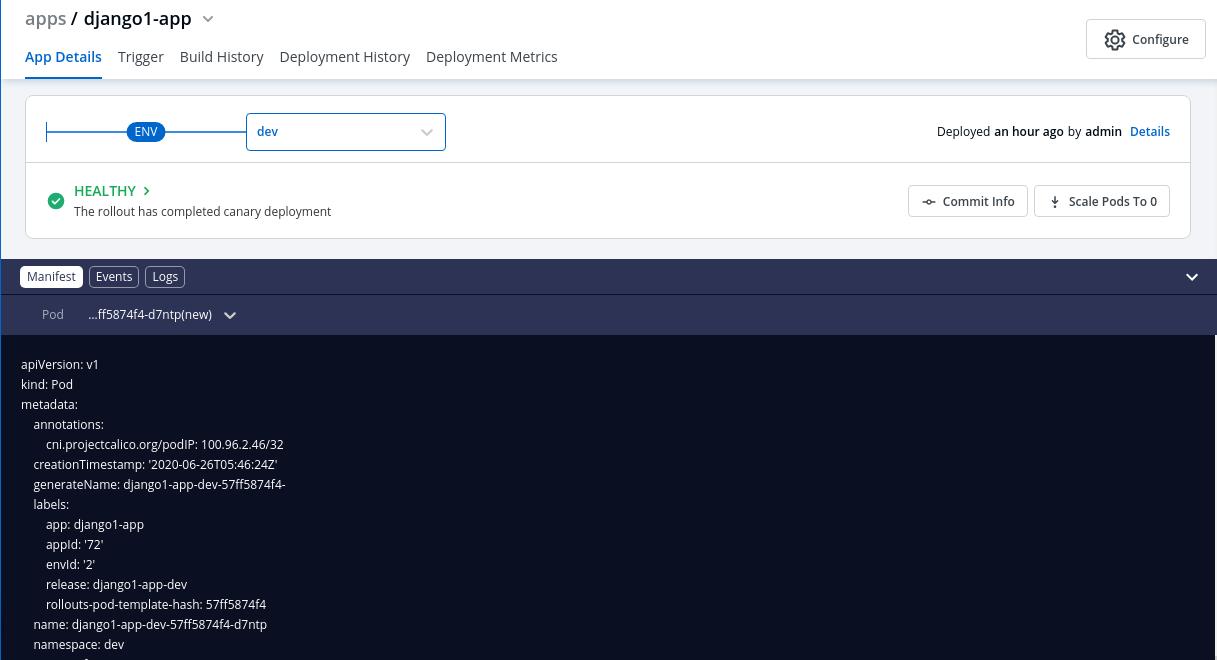 apps / django1-app
Configure
App Details Trigger Build History Deployment History Deployment Metrics
ENV dev Deployed an hour ago by admin Details
HEALTHY
The rollout has completed canary deployment
Commit Info Scale Pods To 0
Manifest Events Logs
Pod ...ff5874f4-d7ntp(new)
apiVersion: v1
kind: Pod
metadata:
annotations:
cni.projectcalico.org/podIP: 100.96.2.46/32
creationTimestamp: '2020-06-26T05:46:24Z'
generateName: django1-app-dev-57ff5874f4-
labels:
app: django1-app
appId: '72'
envId: '2'
release: django1-app-dev
rollouts-pod-template-hash: 57ff5874f4
name: django1-app-dev-57ff5874f4-d7ntp
namespace: dev